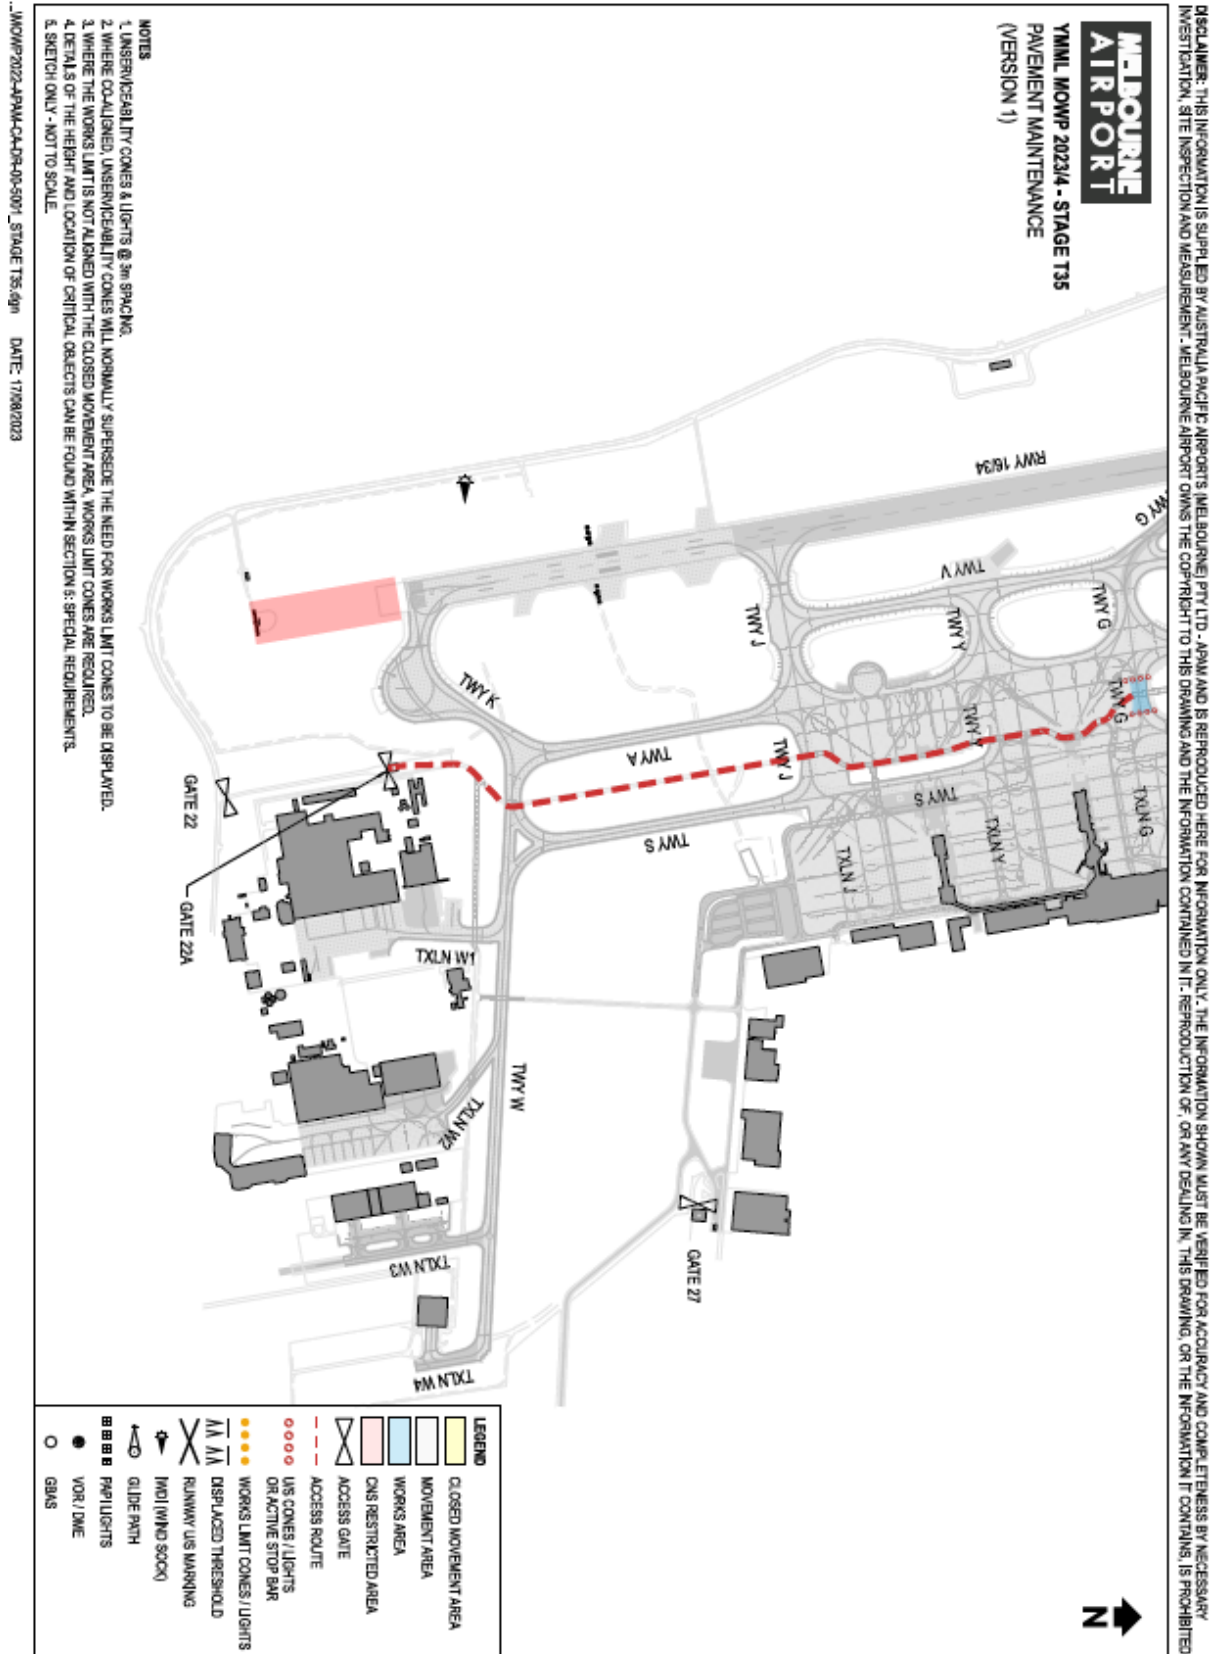 DISCLAIMER: THIS INFORMATION IS SUPPLIED BY AUSTRALIA PACIFIC AIRPORTS (MELBOURNE) PTY LTD - APAM AND IS REPRODUCED HERE FOR INFORMATION ONLY. THE INFORMATION SHOWN MUST BE VERIFIED FOR ACCURACY AND COMPLETENESS BY NECESSARY
INVESTIGATION, SITE INSPECTION AND MEASUREMENT. MELBOURNE AIRPORT OWNS THE COPYRIGHT TO THIS DRAWING AND THE INFORMATION CONTAINED IN IT. REPRODUCTION OF, OR ANY DEALING IN, THIS DRAWING, OR THE INFORMATION IT CONTAINS, IS PROHIBITED
MELBOURNE
AIRPORT
YMML MOWP 2023/4 - STAGE T35
PAVEMENT MAINTENANCE
(VERSION 1)
N
RWY 16/34
TWY G
TWY V
TWY G
TWY Y
TWY J
TWY G
TWY Y
TXLN G
TWY K
TWY A
TWY J
TWY S
TXLN Y
TWY S
TXLN J
GATE 22
GATE 22A
TXLN W1
TWY W
TXLN W2
GATE 27
TXLN W3
TXLN W4
LEGEND
CLOSED MOVEMENT AREA
MOVEMENT AREA
WORKS AREA
CNS RESTRICTED AREA
ACCESS GATE
ACCESS ROUTE
U/S CONES / LIGHTS
OR ACTIVE STOP BAR
WORKS LIMIT CONES / LIGHTS
DISPLACED THRESHOLD
RUNWAY U/S MARKING
IWDI (WIND SOCK)
GLIDE PATH
PAPI LIGHTS
VOR / DME
GBAS
NOTES
1. UNSERVICEABILITY CONES & LIGHTS @ 3m SPACING.
2. WHERE CO-ALIGNED, UNSERVICEABILITY CONES WILL NORMALLY SUPERSEDE THE NEED FOR WORKS LIMIT CONES TO BE DISPLAYED.
3. WHERE THE WORKS LIMIT IS NOT ALIGNED WITH THE CLOSED MOVEMENT AREA, WORKS LIMIT CONES ARE REQUIRED.
4. DETAILS OF THE HEIGHT AND LOCATION OF CRITICAL OBJECTS CAN BE FOUND WITHIN SECTION 5: SPECIAL REQUIREMENTS.
5. SKETCH ONLY - NOT TO SCALE.
...\MOWP2022-APAM-CA-DR-00-5001_STAGE T35.dgn DATE: 17/08/2023